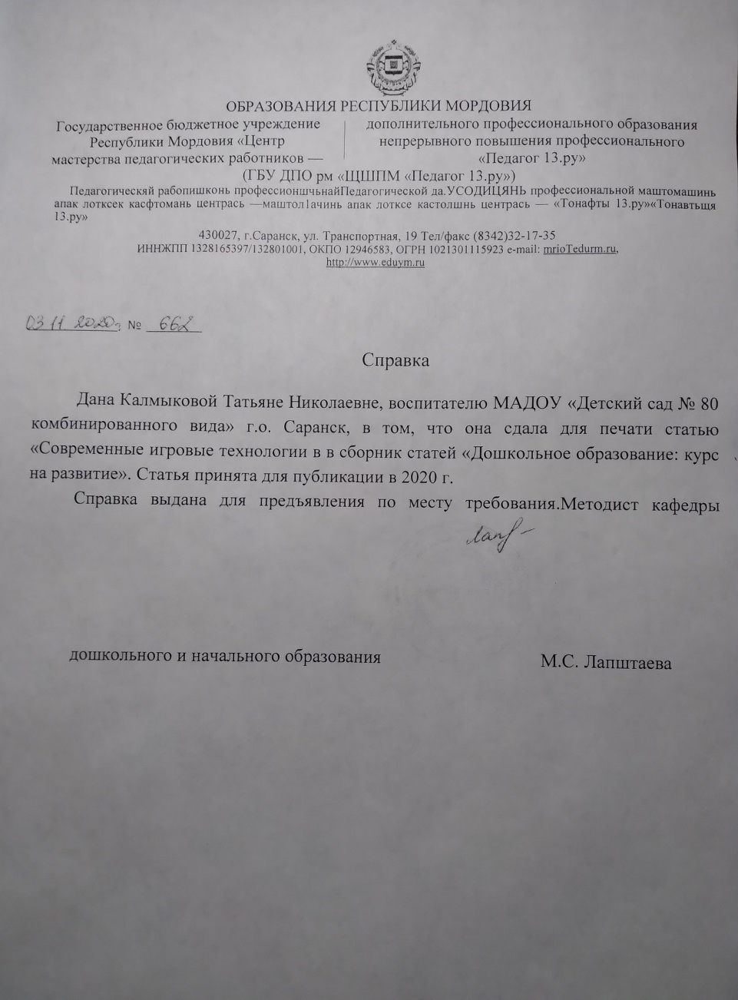 ОБРАЗОВАНИЯ РЕСПУБЛИКИ МОРДОВИЯ
Государственное бюджетное учреждение
Республики Мордовия «Центр
мастерства педагогических работников —
дополнительного профессионального образования
непрерывного повышения профессионального
«Педагог 13.ру»
(ГБУ ДПО рм «ЩШПМ «Педагог 13.ру»)
Педагогическяй рабопишконь профессионшчьнайПедагогической да.УСОДИЦЯНЬ профессиональной маштомашинь
апак лотксек касфтомань центрась —маштол1ачинь апак лотксе кастолшнь центрась — «Тонафты 13.ру»«Тонавтьщя
13.ру»
430027, г.Саранск, ул. Транспортная, 19 Тел/факс (8342)32-17-35
ИННЖПП 1328165397/132801001, ОКПО 12946583, ОГРН 1021301115923 e-mail: mrioTedurm.ru,
http://www.eduym.ru
03 11 2020г. № 662
Справка
Дана Калмыковой Татьяне Николаевне, воспитателю МАДОУ «Детский сад № 80
комбинированного вида» г.о. Саранск, в том, что она сдала для печати статью
«Современные игровые технологии в в сборник статей «Дошкольное образование: курс
на развитие». Статья принята для публикации в 2020 г.
Справка выдана для предъявления по месту требования.Методист кафедры
дошкольного и начального образования
М.С. Лапштаева